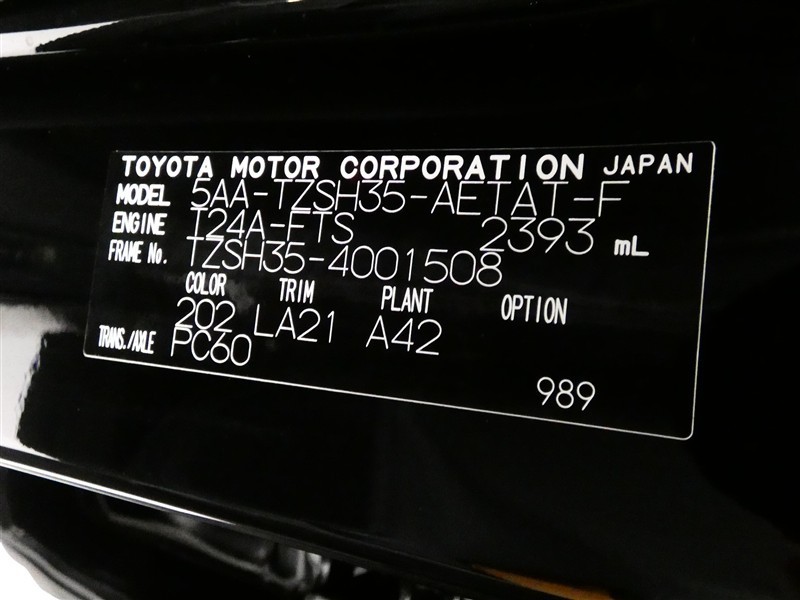 TOYOTA MOTOR CORPORATION JAPAN
MODEL 5AA-TZSH35-AETAT-F
ENGINE T24A-FTS 2393 mL
FRAME No. TZSH35-4001508
COLOR TRIM PLANT OPTION
202 LA21 A42
TRANS./AXLE PC60
989